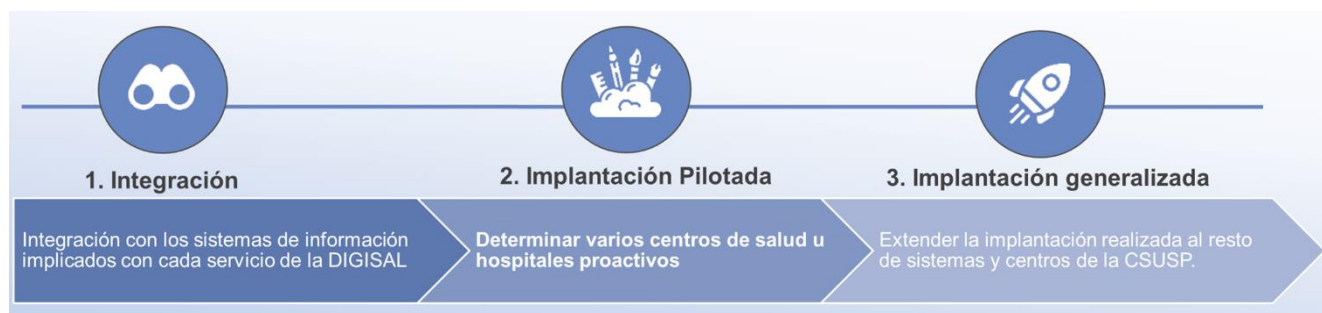 1. Integración
Integración con los sistemas de información
implicados con cada servicio de la DIGISAL
2. Implantación Pilotada
Determinar varios centros de salud u
hospitales proactivos
3. Implantación generalizada
Extender la implantación realizada al resto
de sistemas y centros de la CSUSP.